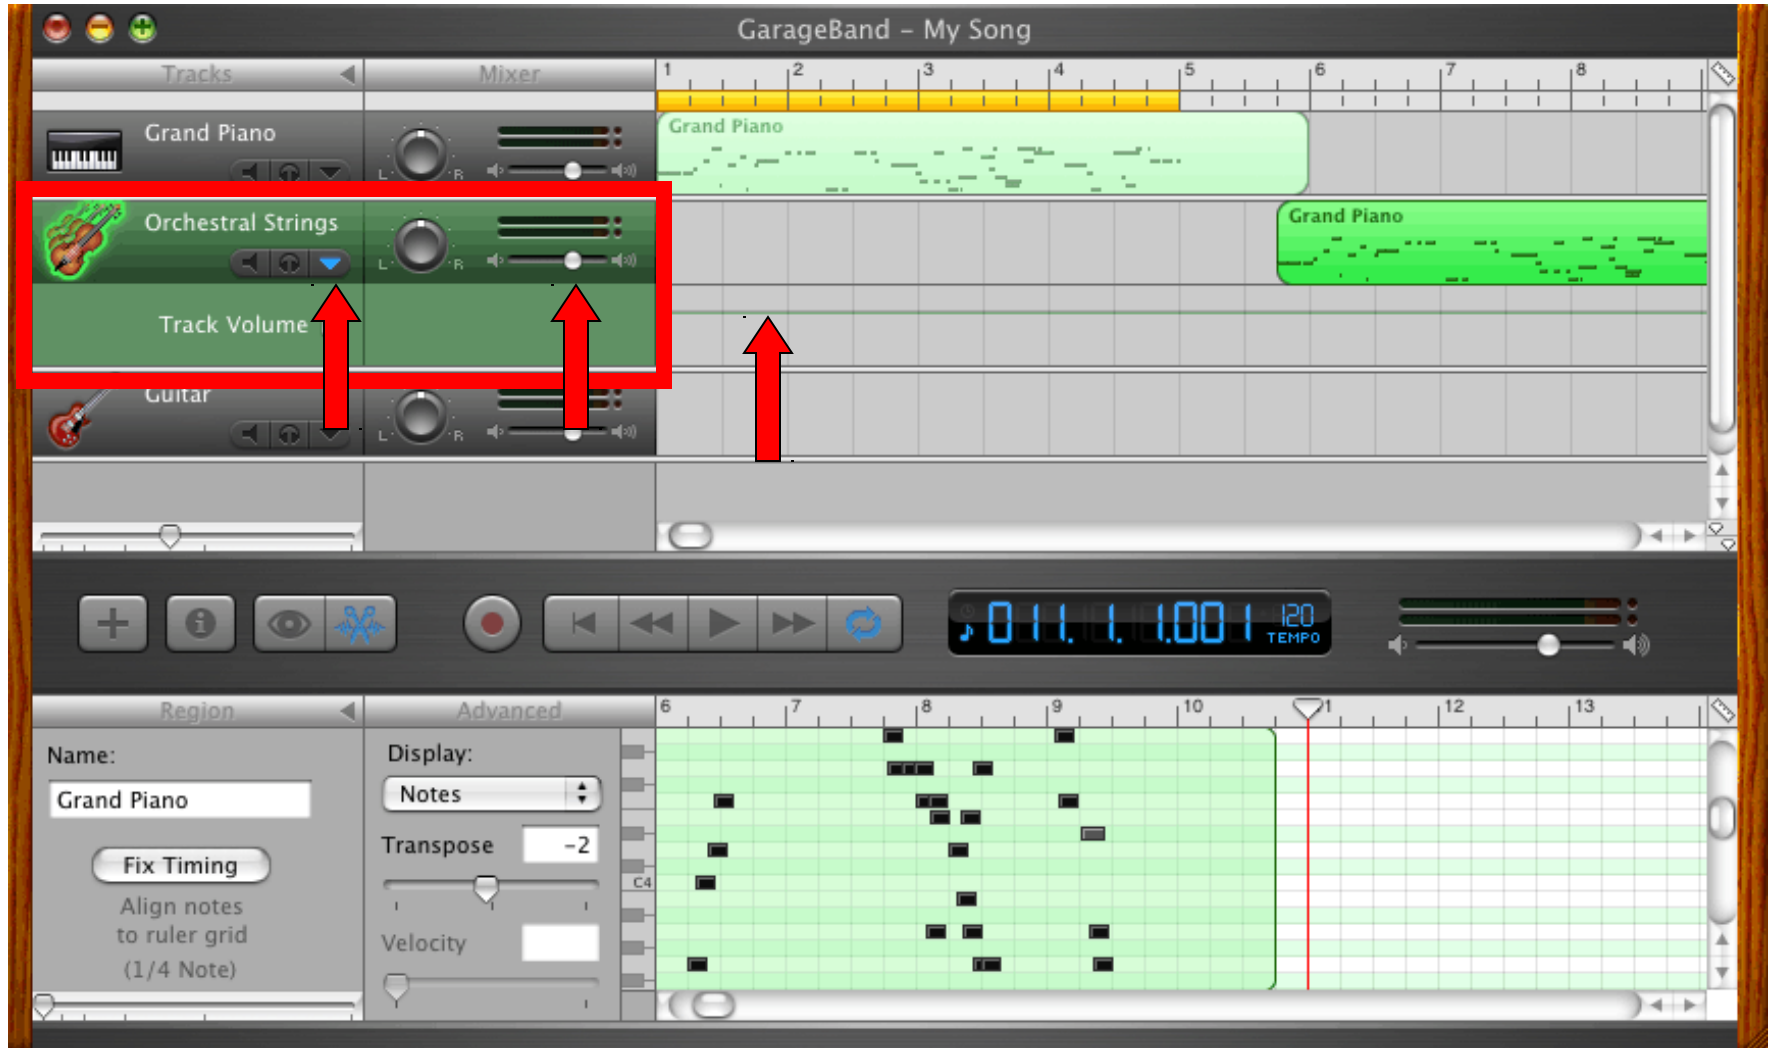 GarageBand – My Song
Tracks
Mixer
1 2 3 4 5 6 7 8
Grand Piano
L R
Grand Piano
Orchestral Strings
L R
Grand Piano
Track Volume
Guitar
L R
011. 1. 1.001
120
TEMPO
Region
Advanced
6 7 8 9 10 11 12 13
Name:
Grand Piano
Fix Timing
Align notes
to ruler grid
(1/4 Note)
Display:
Notes
Transpose
-2
Velocity
C4